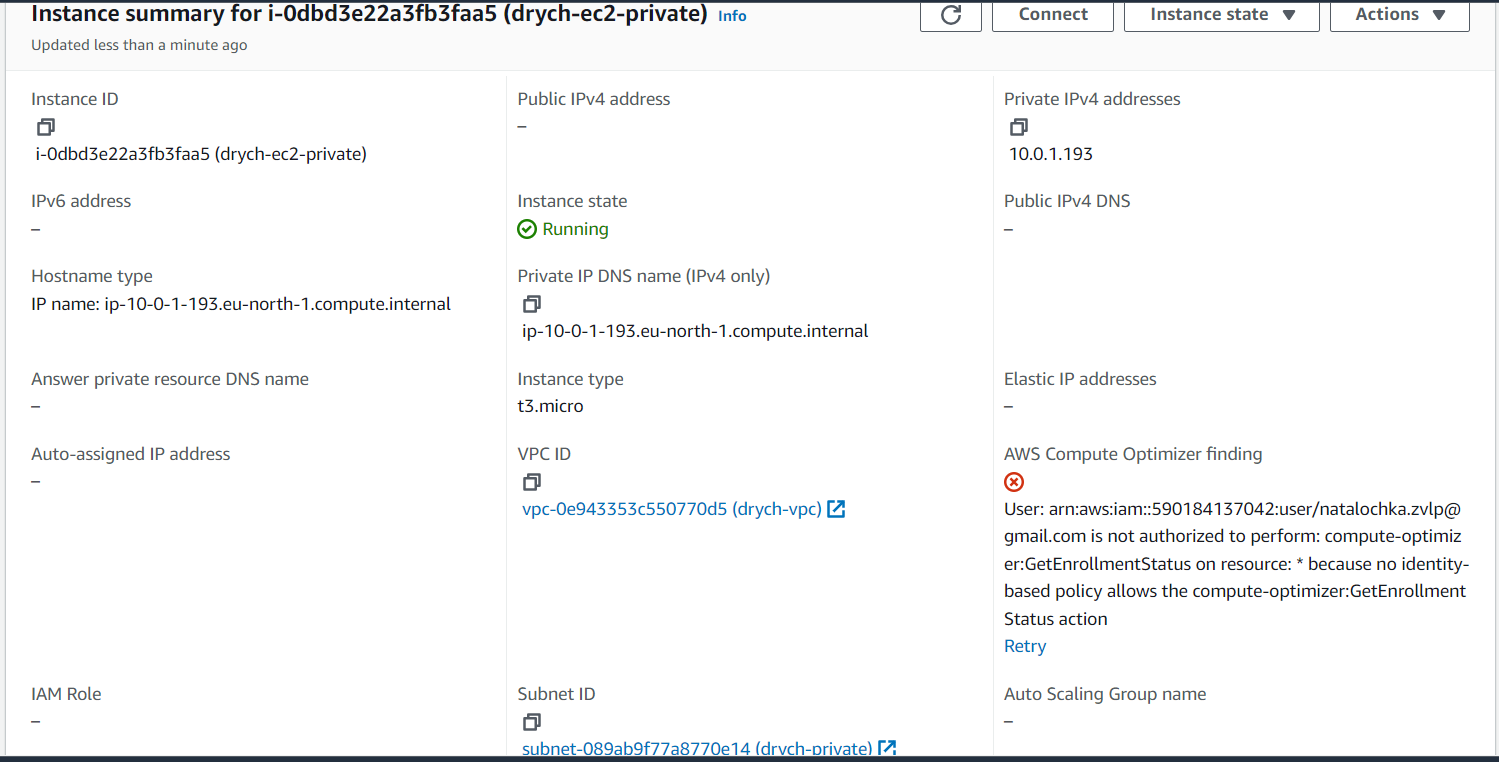 Instance summary for i-0dbd3e22a3fb3faa5 (drych-ec2-private) Info
Connect
Instance state
Actions
Updated less than a minute ago
Instance ID
i-0dbd3e22a3fb3faa5 (drych-ec2-private)
Public IPv4 address
–
Private IPv4 addresses
10.0.1.193
IPv6 address
–
Instance state
Running
Public IPv4 DNS
–
Hostname type
IP name: ip-10-0-1-193.eu-north-1.compute.internal
Private IP DNS name (IPv4 only)
ip-10-0-1-193.eu-north-1.compute.internal
Answer private resource DNS name
–
Instance type
t3.micro
Elastic IP addresses
–
Auto-assigned IP address
–
VPC ID
vpc-0e943353c550770d5 (drych-vpc)
AWS Compute Optimizer finding
User: arn:aws:iam::590184137042:user/natalochka.zvlp@
gmail.com is not authorized to perform: compute-optimiz
er:GetEnrollmentStatus on resource: * because no identity-
based policy allows the compute-optimizer:GetEnrollment
Status action
Retry
IAM Role
–
Subnet ID
subnet-089ab9f77a8770e14 (drych-private)
Auto Scaling Group name
–